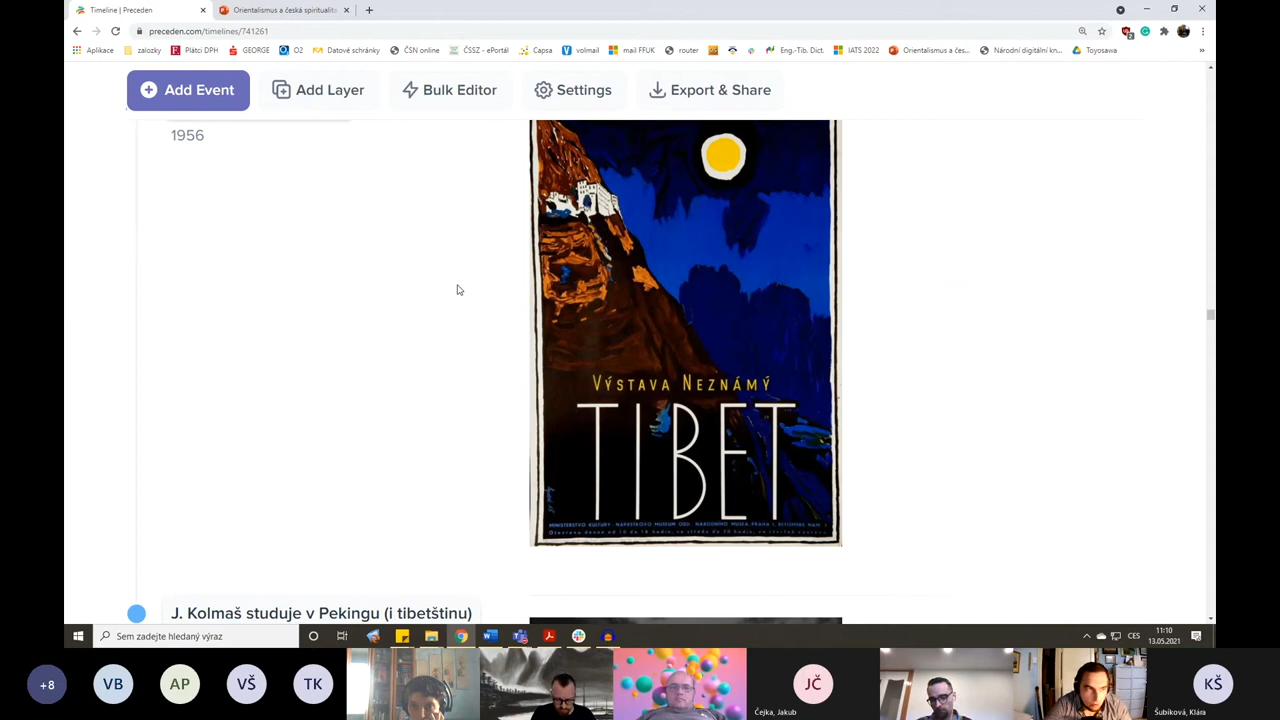 Timeline | Preceden
Orientalismus a česká spiritualita
preceden.com/timelines/741261
Aplikace
zalozky
Plátci DPH
GEORGE
O2
Datové schránky
ČSN online
ČSSZ - ePortál
Capsa
volmail
mail FFUK
router
Eng.-Tib. Dict.
IATS 2022
Orientalismus a čes...
Národní digitální kn...
Toyosawa
Add Event
Add Layer
Bulk Editor
Settings
Export & Share
1956
VÝSTAVA NEZNÁMÝ
TIBET
J. Kolmaš studuje v Pekingu (i tibetštinu)
Sem zadejte hledaný výraz
CES
11:10
13.05.2021
+8
VB
AP
VŠ
TK
JČ
Čejka, Jakub
KŠ
Šubíková, Klára